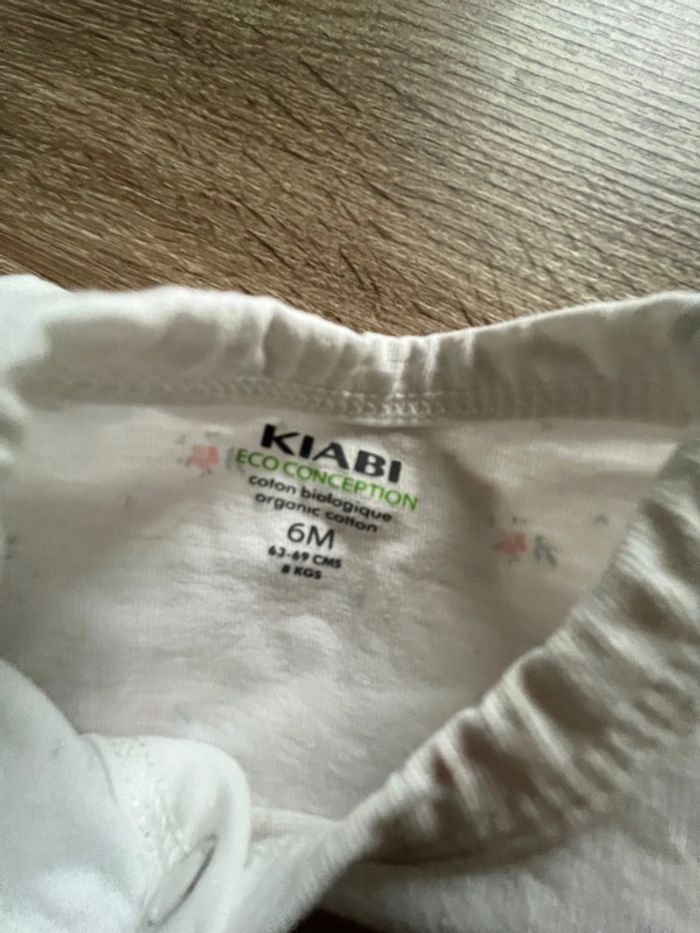 KIABI
ECO CONCEPTION
coton biologique
organic cotton
6M
63-69 CMS
8 KGS